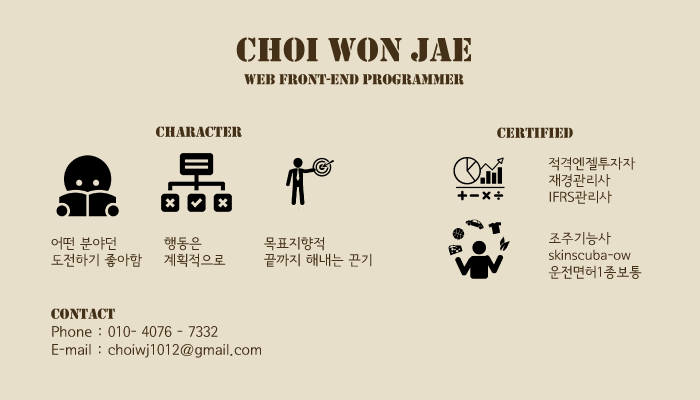 CHOI WON JAE
WEB FRONT-END PROGRAMMER
CHARACTER
어떤 분야던
도전하기 좋아함
행동은
계획적으로
목표지향적
끝까지 해내는 끈기
CERTIFIED
적격엔젤투자자
재경관리사
IFRS관리사
조주기능사
skinscuba-ow
운전면허1종보통
CONTACT
Phone : 010- 4076 - 7332
E-mail : choiwj1012@gmail.com